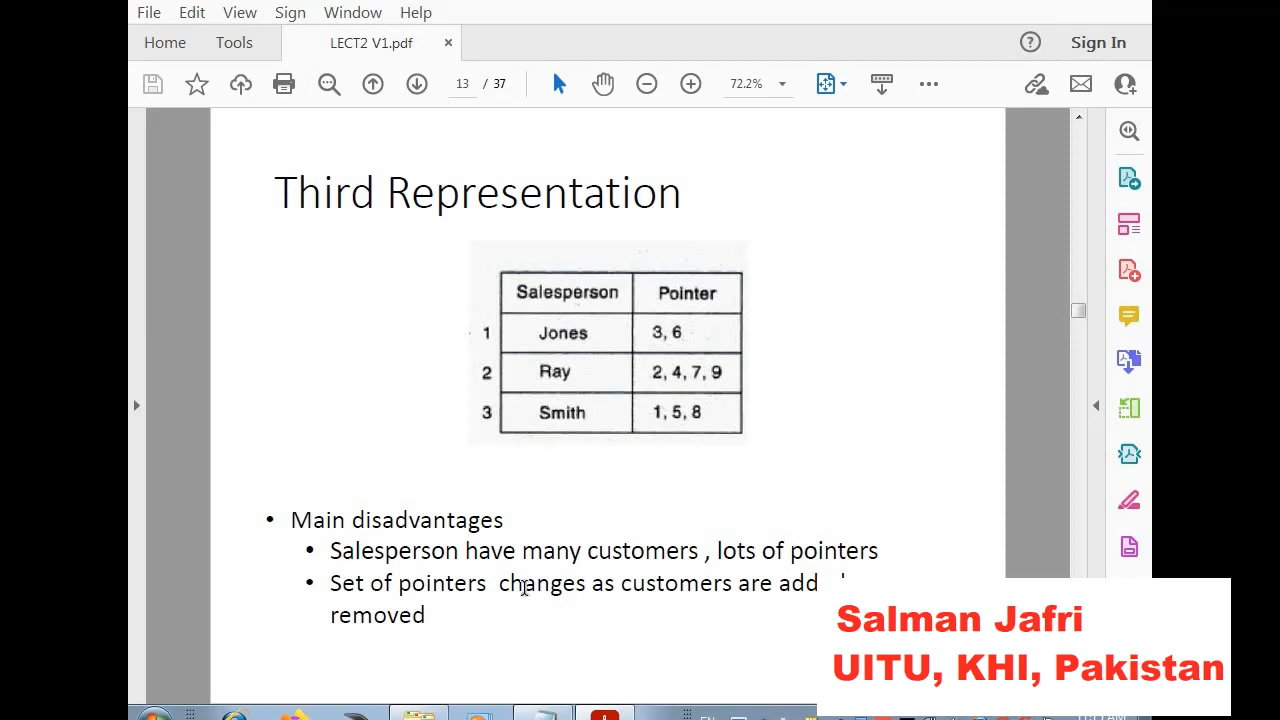 File Edit View Sign Window Help
Home Tools LECT2 V1.pdf × Sign In
13 / 37 72.2%
Third Representation
Salesperson Pointer
1 Jones 3, 6
2 Ray 2, 4, 7, 9
3 Smith 1, 5, 8
• Main disadvantages
• Salesperson have many customers , lots of pointers
• Set of pointers changes as customers are add
removed
Salman Jafri
UITU, KHI, Pakistan
EN